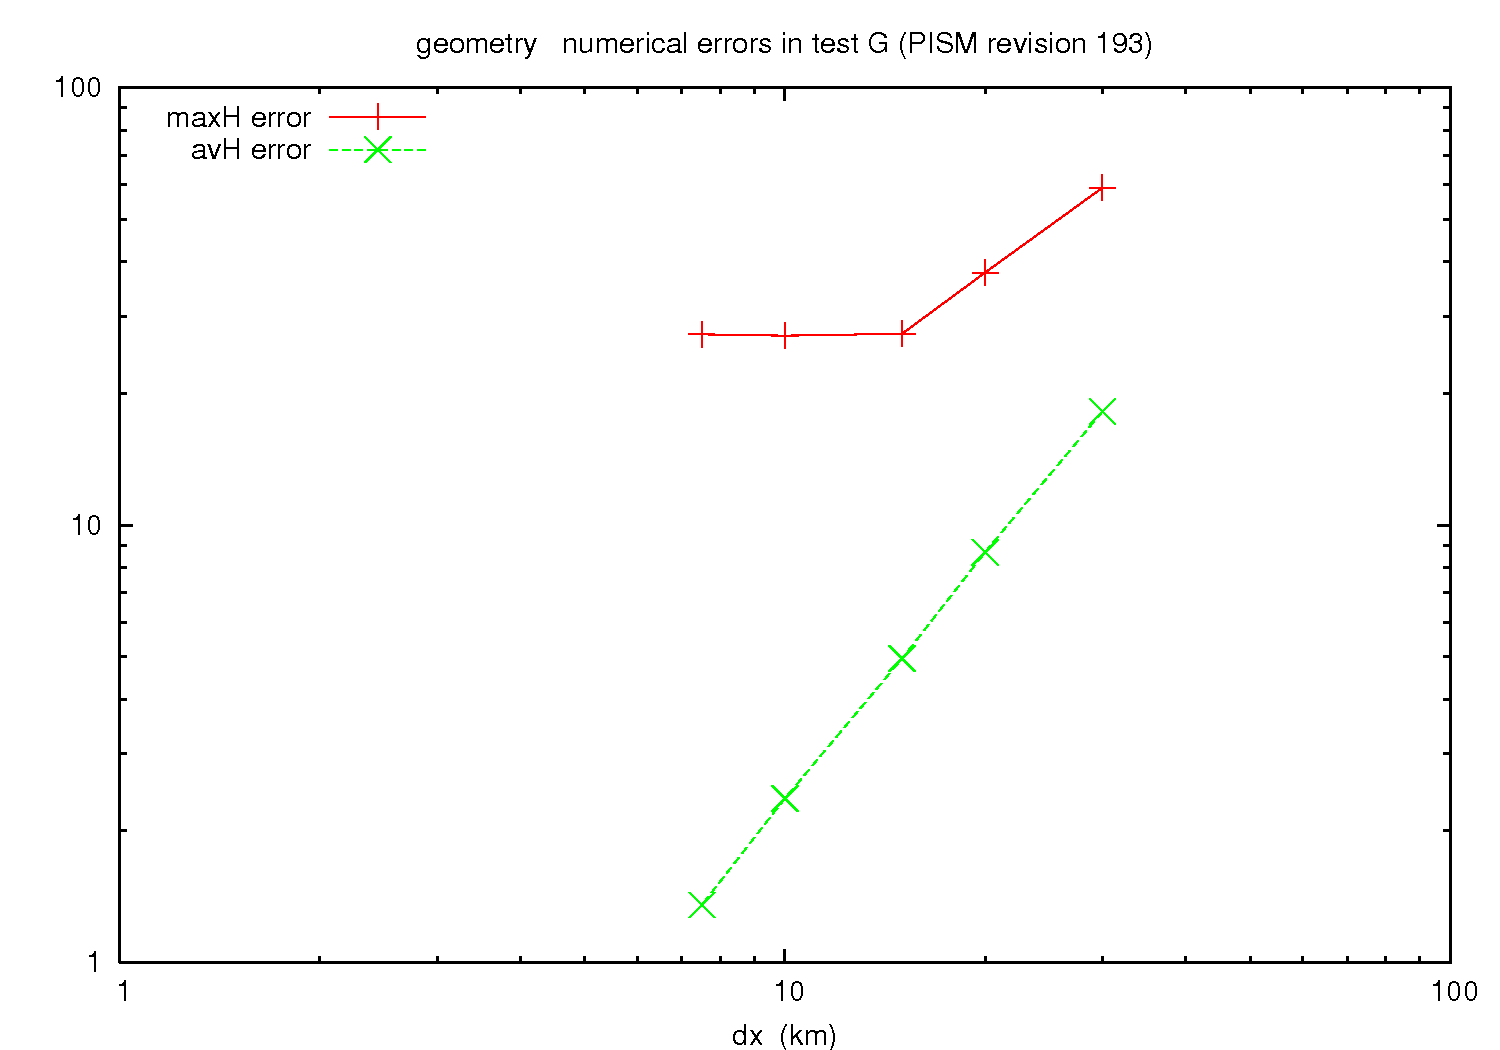 geometry   numerical errors in test G (PISM revision 193)
100
maxH error
avH error
10
1
1 10 100
dx  (km)